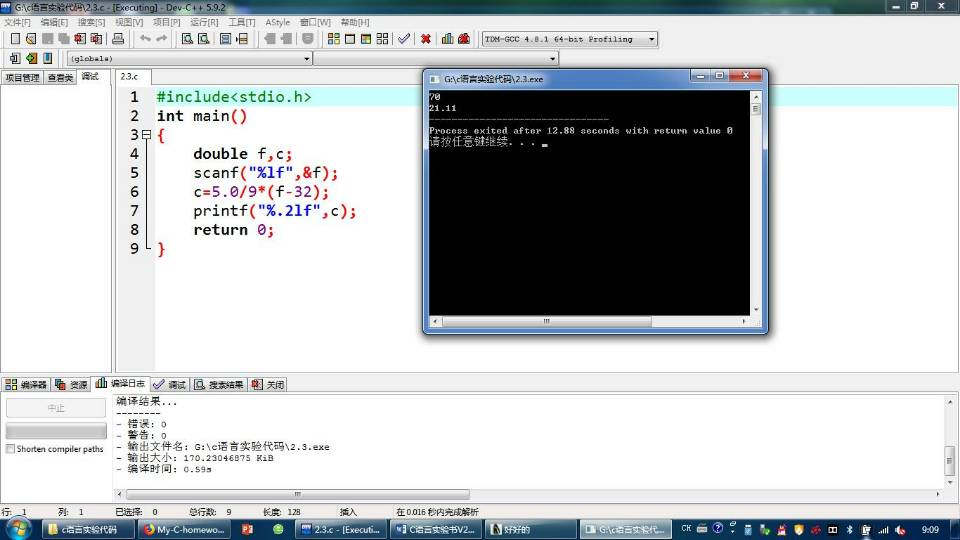 G:\c语言实验代码\2.3.c - [Executing] - Dev-C++ 5.9.2
文件[F] 编辑[E] 搜索[S] 视图[V] 项目[P] 运行[R] 工具[T] AStyle 窗口[W] 帮助[H]
TDM-GCC 4.8.1 64-bit Profiling
(globals)
项目管理 查看类 调试 2.3.c
1 #include<stdio.h>
2 int main()
3 {
4 double f,c;
5 scanf("%lf",&f);
6 c=5.0/9*(f-32);
7 printf("%.2lf",c);
8 return 0;
9 }
G:\c语言实验代码\2.3.exe
70
21.11
--------------------------------
Process exited after 12.88 seconds with return value 0
请按任意键继续. . .
编译器 资源 编译日志 调试 搜索结果 关闭
中止
Shorten compiler paths
编译结果...
--------
- 错误: 0
- 警告: 0
- 输出文件名: G:\c语言实验代码\2.3.exe
- 输出大小: 170.23046875 KiB
- 编译时间: 0.59s
行: 1 列: 1 已选择: 0 总行数: 9 长度: 128 插入 在 0.016 秒内完成解析
c语言实验代码 My-C-homewo... 2.3.c - [Executi... C语言实验书V2... 好好的 G:\c语言实验代... CH 9:09